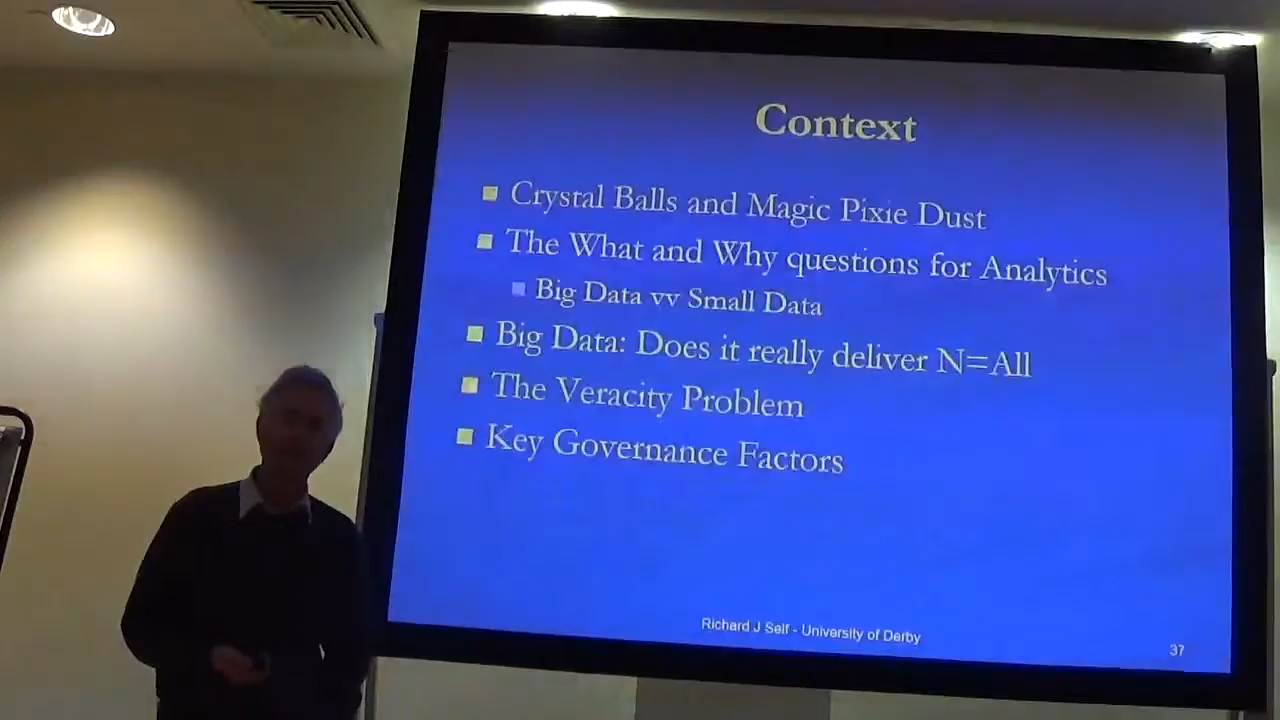 Context
Crystal Balls and Magic Pixie Dust
The What and Why questions for Analytics
Big Data vv Small Data
Big Data: Does it really deliver N=All
The Veracity Problem
Key Governance Factors
Richard J Self - University of Derby
37